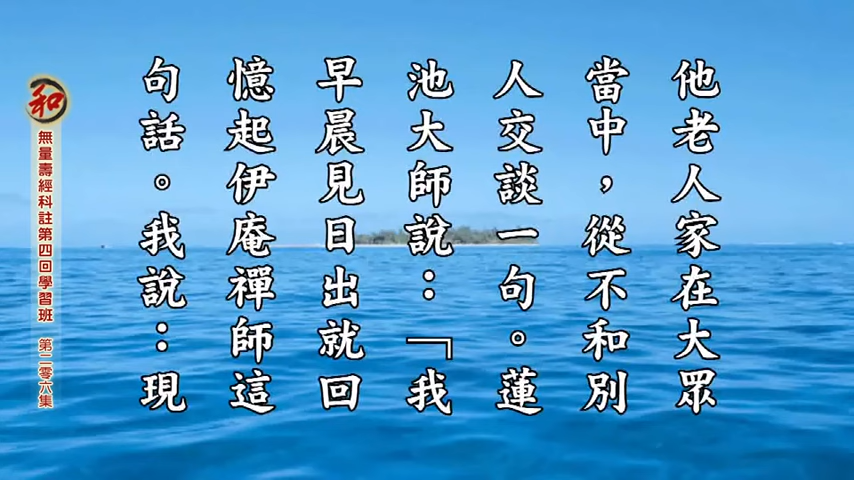 他老人家在大眾
當中，從不和別
人交談一句。蓮
池大師說：「我
早晨見日出就回
憶起伊庵禪師這
句話。我說：現
和
無量壽經科註第四回學習班 第二零六集